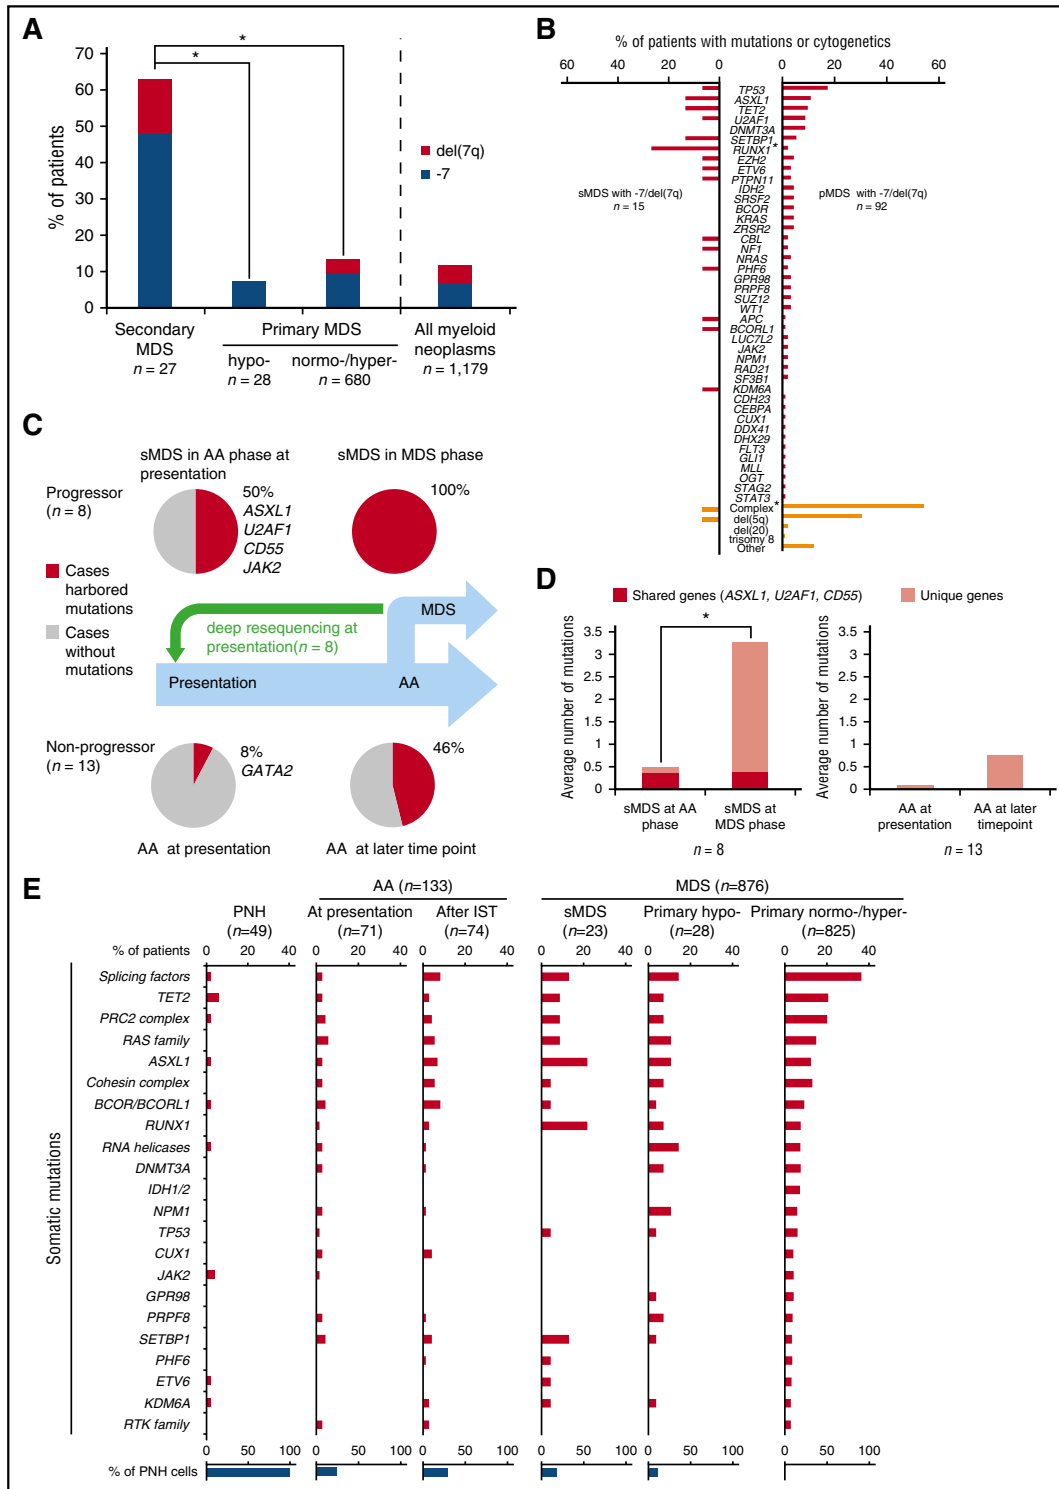 A
% of patients
70
60
50
40
30
20
10
0
*
*
del(7q)
-7
Secondary MDS
n = 27
Primary MDS
hypo-
n = 28
normo-/hyper-
n = 680
All myeloid neoplasms
n = 1,179
B
% of patients with mutations or cytogenetics
60 40 20 0 0 20 40 60
sMDS with -7/del(7q)
n = 15
pMDS with -7/del(7q)
n = 92
TP53
ASXL1
TET2
U2AF1
DNMT3A
SETBP1
RUNX1*
EZH2
ETV6
PTPN11
IDH2
SRSF2
BCOR
KRAS
ZRSR2
CBL
NF1
NRAS
PHF6
GPR98
PRPF8
SUZ12
WT1
APC
BCORL1
LUC7L2
JAK2
NPM1
RAD21
SF3B1
KDM6A
CDH23
CEBPA
CUX1
DDX41
DHX29
FLT3
GLI1
MLL
OGT
STAG2
STAT3
Complex*
del(5q)
del(20)
trisomy 8
Other
C
sMDS in AA phase at presentation
sMDS in MDS phase
Progressor
(n = 8)
50%
ASXL1
U2AF1
CD55
JAK2
100%
Cases harbored mutations
Cases without mutations
deep resequencing at presentation(n = 8)
MDS
Presentation
AA
Non-progressor
(n = 13)
8%
GATA2
46%
AA at presentation
AA at later time point
D
Shared genes (ASXL1, U2AF1, CD55)
Unique genes
Average number of mutations
3.5
3
2.5
2
1.5
1
0.5
0
*
sMDS at AA phase
sMDS at MDS phase
n = 8
Average number of mutations
3.5
3
2.5
2
1.5
1
0.5
0
AA at presentation
AA at later timepoint
n = 13
E
AA (n=133)
MDS (n=876)
PNH
(n=49)
At presentation
(n=71)
After IST
(n=74)
sMDS
(n=23)
Primary hypo-
(n=28)
Primary normo-/hyper-
(n=825)
% of patients
0 20 40 0 20 40 0 20 40 0 20 40 0 20 40 0 20 40
Somatic mutations
Splicing factors
TET2
PRC2 complex
RAS family
ASXL1
Cohesin complex
BCOR/BCORL1
RUNX1
RNA helicases
DNMT3A
IDH1/2
NPM1
TP53
CUX1
JAK2
GPR98
PRPF8
SETBP1
PHF6
ETV6
KDM6A
RTK family
0 50 100 0 50 100 0 50 100 0 50 100 0 50 100 0 50 100
% of PNH cells